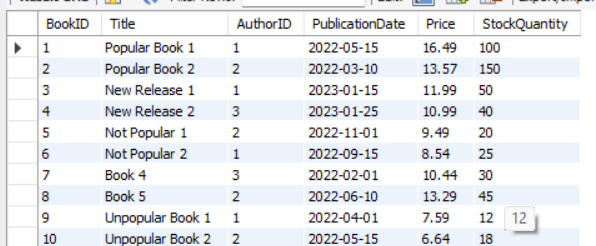 BookID Title AuthorID PublicationDate Price StockQuantity
1 Popular Book 1 1 2022-05-15 16.49 100
2 Popular Book 2 2 2022-03-10 13.57 150
3 New Release 1 1 2023-01-15 11.99 50
4 New Release 2 3 2023-01-25 10.99 40
5 Not Popular 1 2 2022-11-01 9.49 20
6 Not Popular 2 1 2022-09-15 8.54 25
7 Book 4 3 2022-02-01 10.44 30
8 Book 5 2 2022-06-10 13.29 45
9 Unpopular Book 1 1 2022-04-01 7.59 12 12
10 Unpopular Book 2 2 2022-05-15 6.64 18